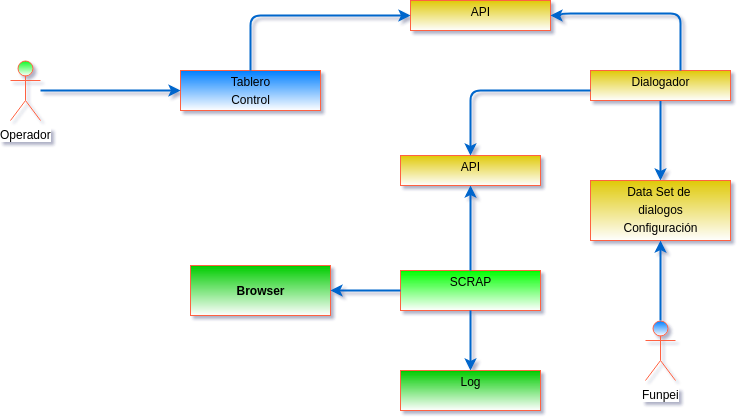 API
Tablero
Control
Dialogador
Operador
API
Data Set de
dialogos
Configuración
Browser
SCRAP
Log
Funpei